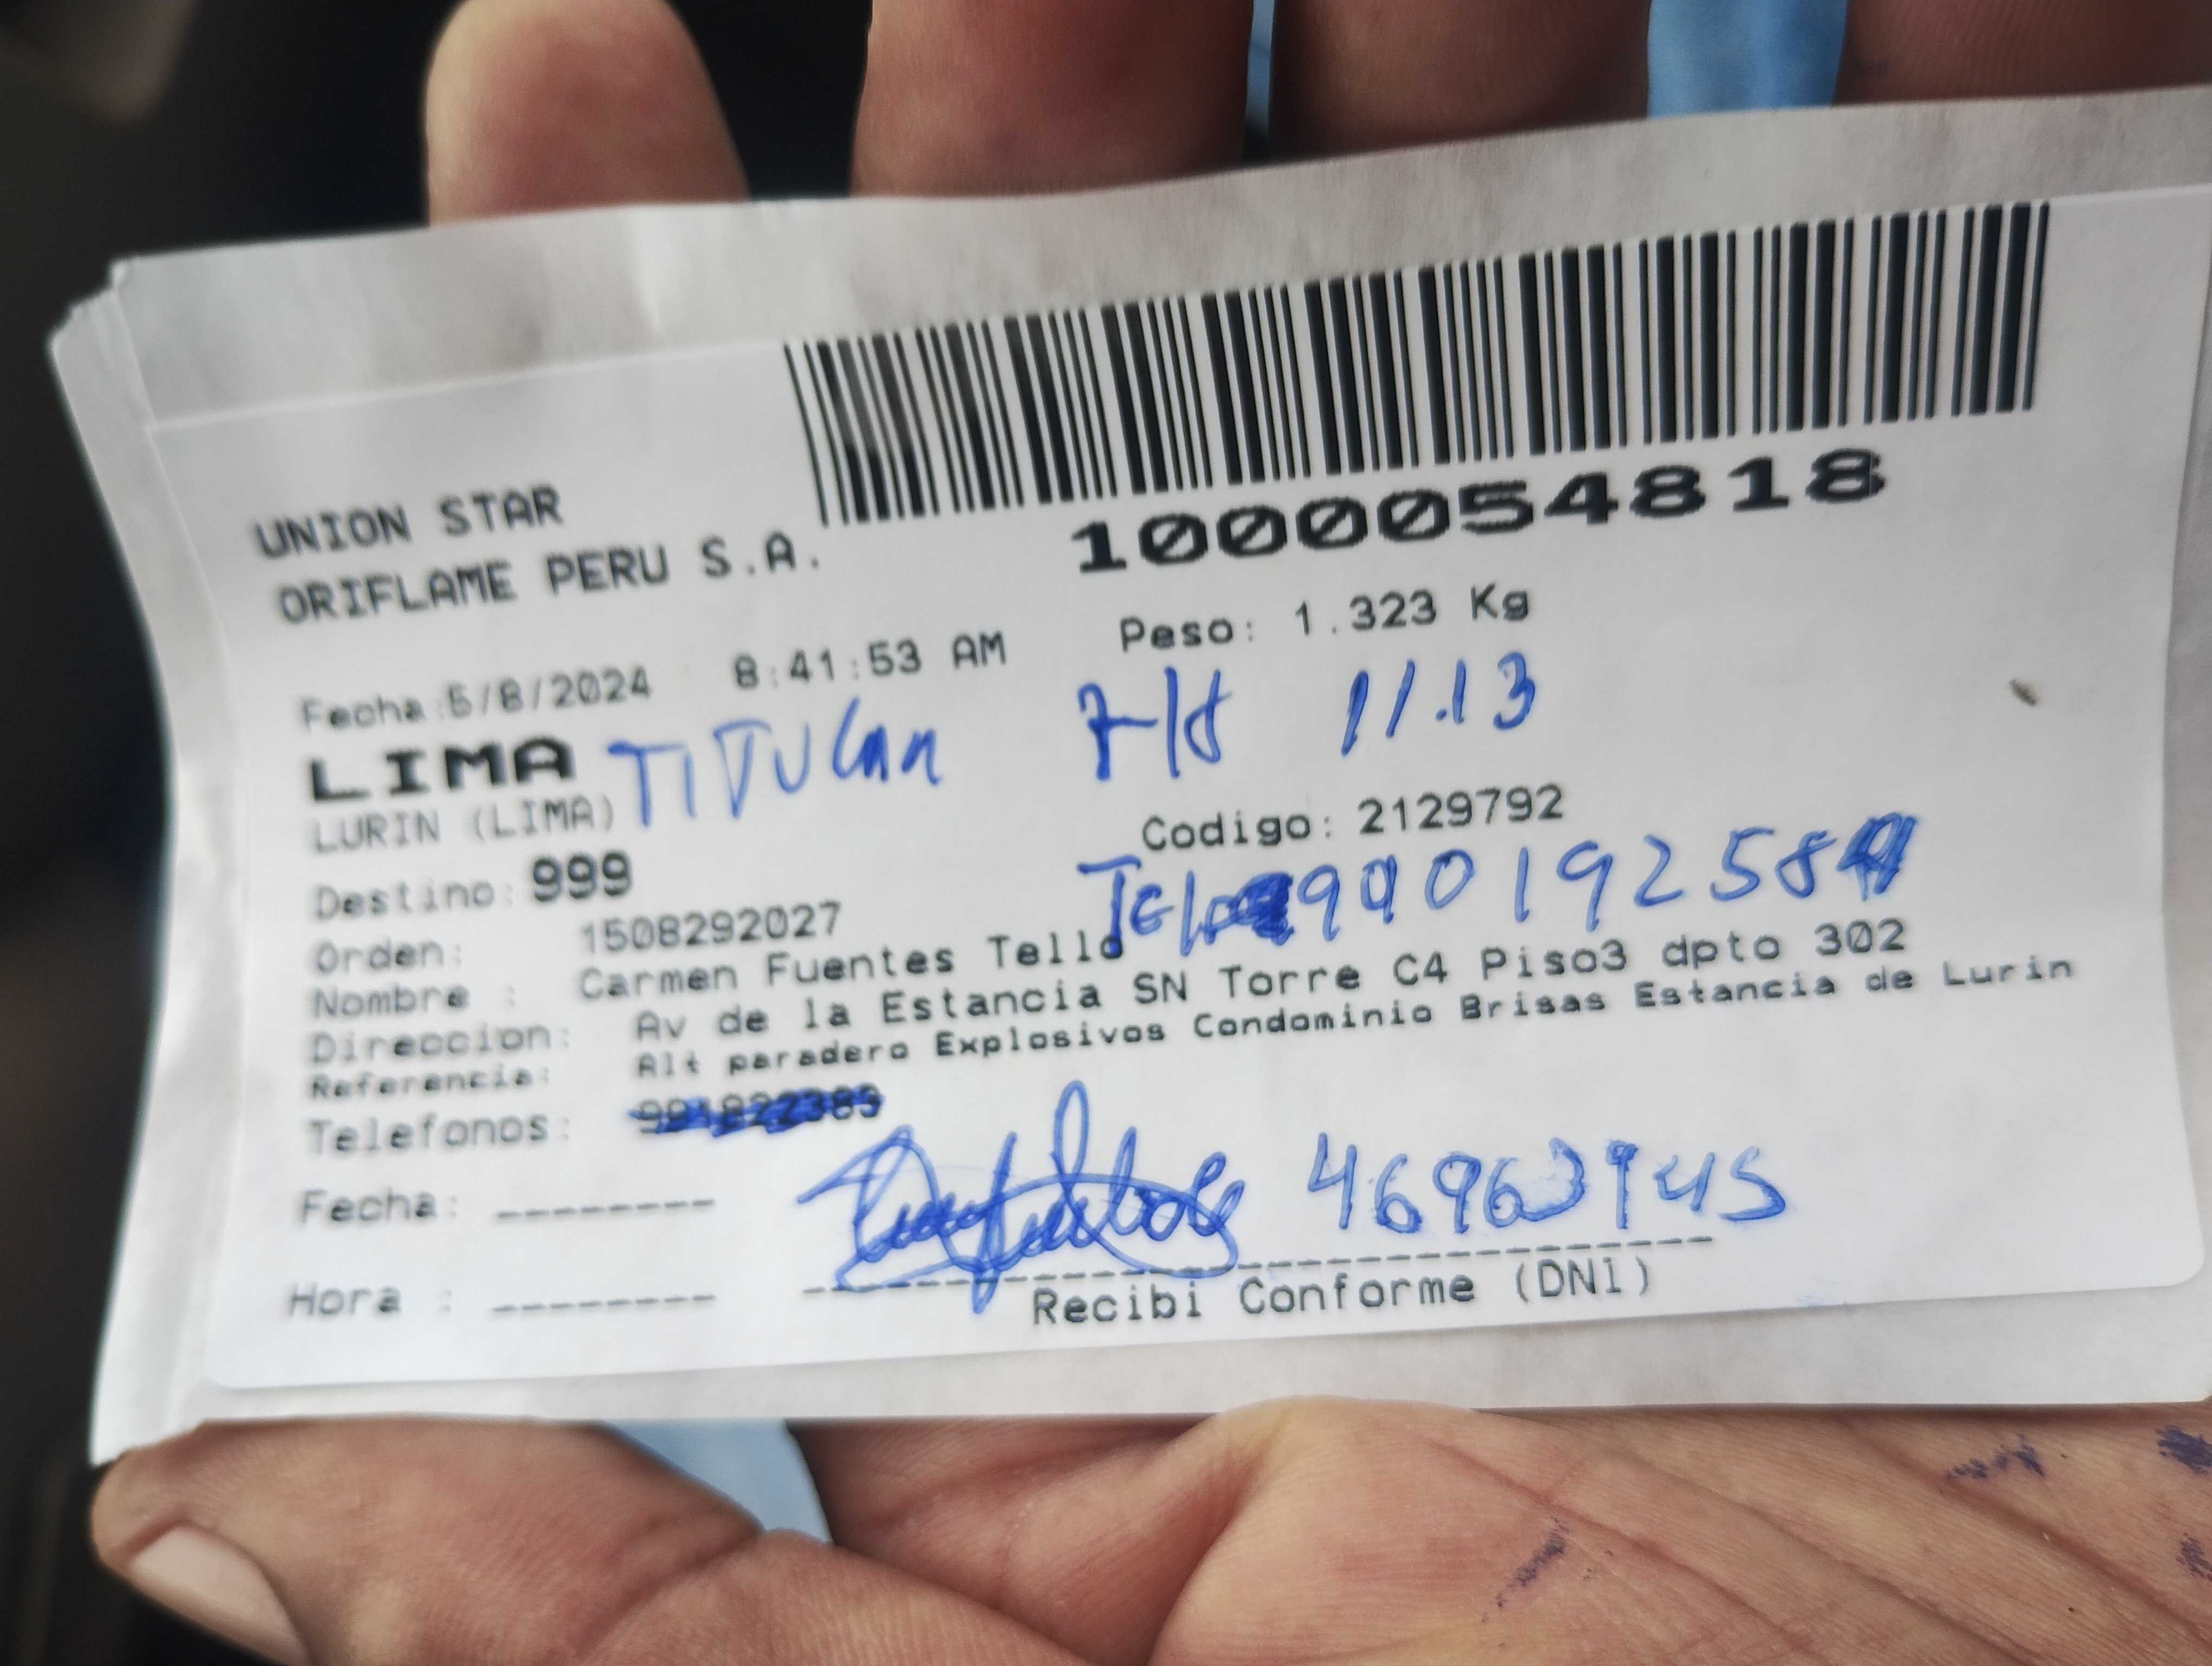 UNION STAR
ORIFLAME PERU S.A.
1000054818
Fecha:5/8/2024 8:41:53 AM Peso: 1.323 Kg
LIMA TITULAR 7/8 11.13
LURIN (LIMA)
Codigo: 2129792
Destino: 999
Orden: 1508292027
Nombre : Carmen Fuentes Tello
Direccion: Av de la Estancia SN Torre C4 Piso3 dpto 302
Referencia: Alt paradero Explosivos Condominio Brisas Estancia de Lurin
Telefonos:
Fecha: --------
46963945
Hora : --------
Recibi Conforme (DNI)